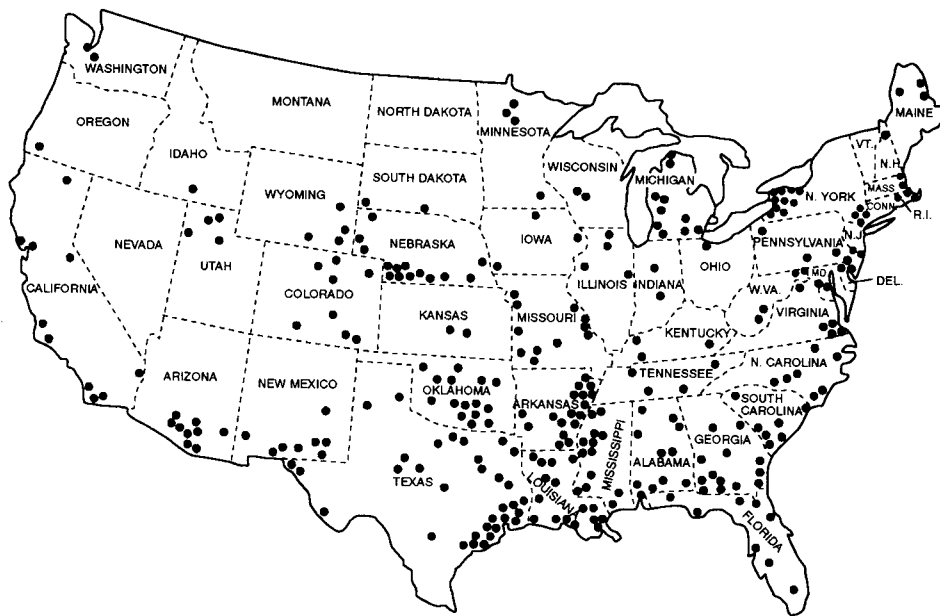 WASHINGTON
MONTANA
NORTH DAKOTA
MINNESOTA
MAINE
OREGON
IDAHO
WYOMING
SOUTH DAKOTA
WISCONSIN
MICHIGAN
VT.
N.H.
N. YORK
MASS
CONN
R.I.
NEVADA
UTAH
NEBRASKA
IOWA
PENNSYLVANIA
N.J.
CALIFORNIA
COLORADO
KANSAS
MISSOURI
ILLINOIS
INDIANA
OHIO
W.VA.
MD.
DEL.
VIRGINIA
KENTUCKY
ARIZONA
NEW MEXICO
OKLAHOMA
ARKANSAS
TENNESSEE
N. CAROLINA
SOUTH
CAROLINA
TEXAS
LOUISIANA
MISSISSIPPI
ALABAMA
GEORGIA
FLORIDA